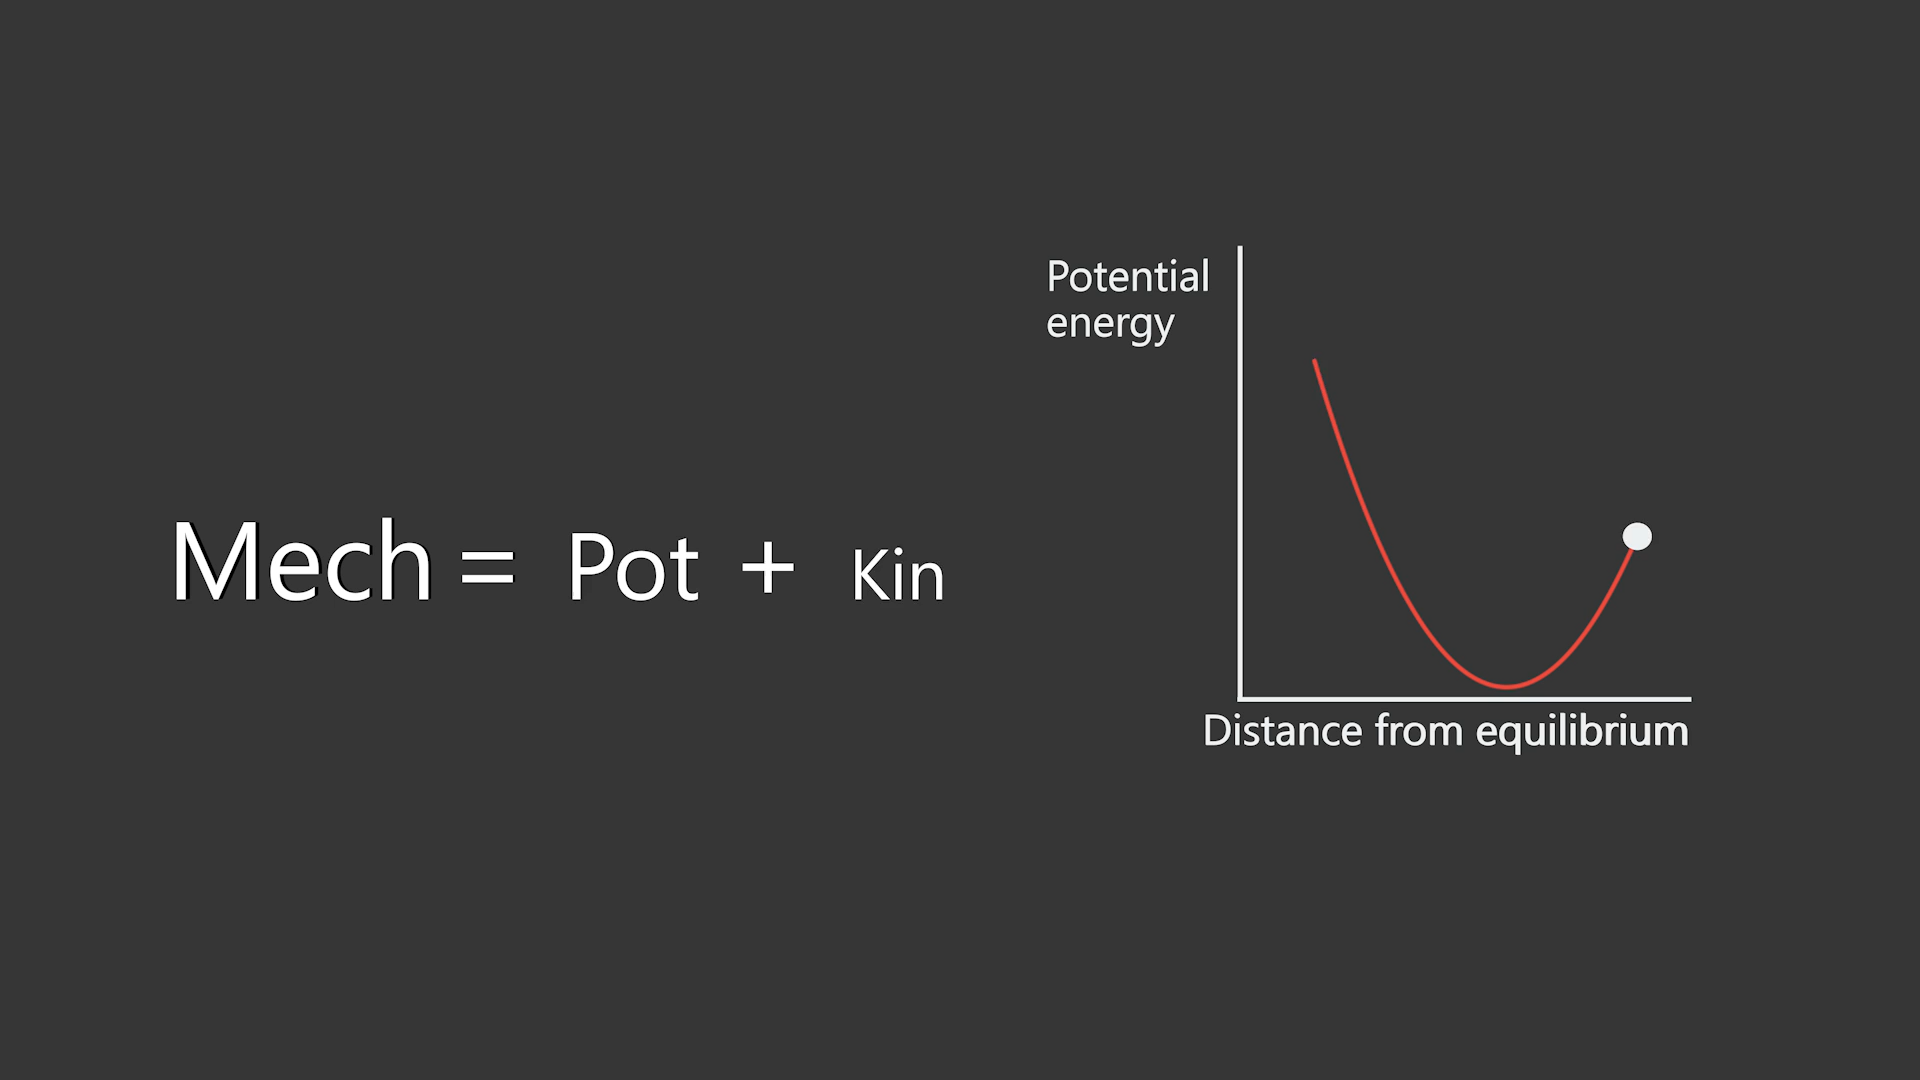 Mech = Pot + Kin
Potential
energy
Distance from equilibrium